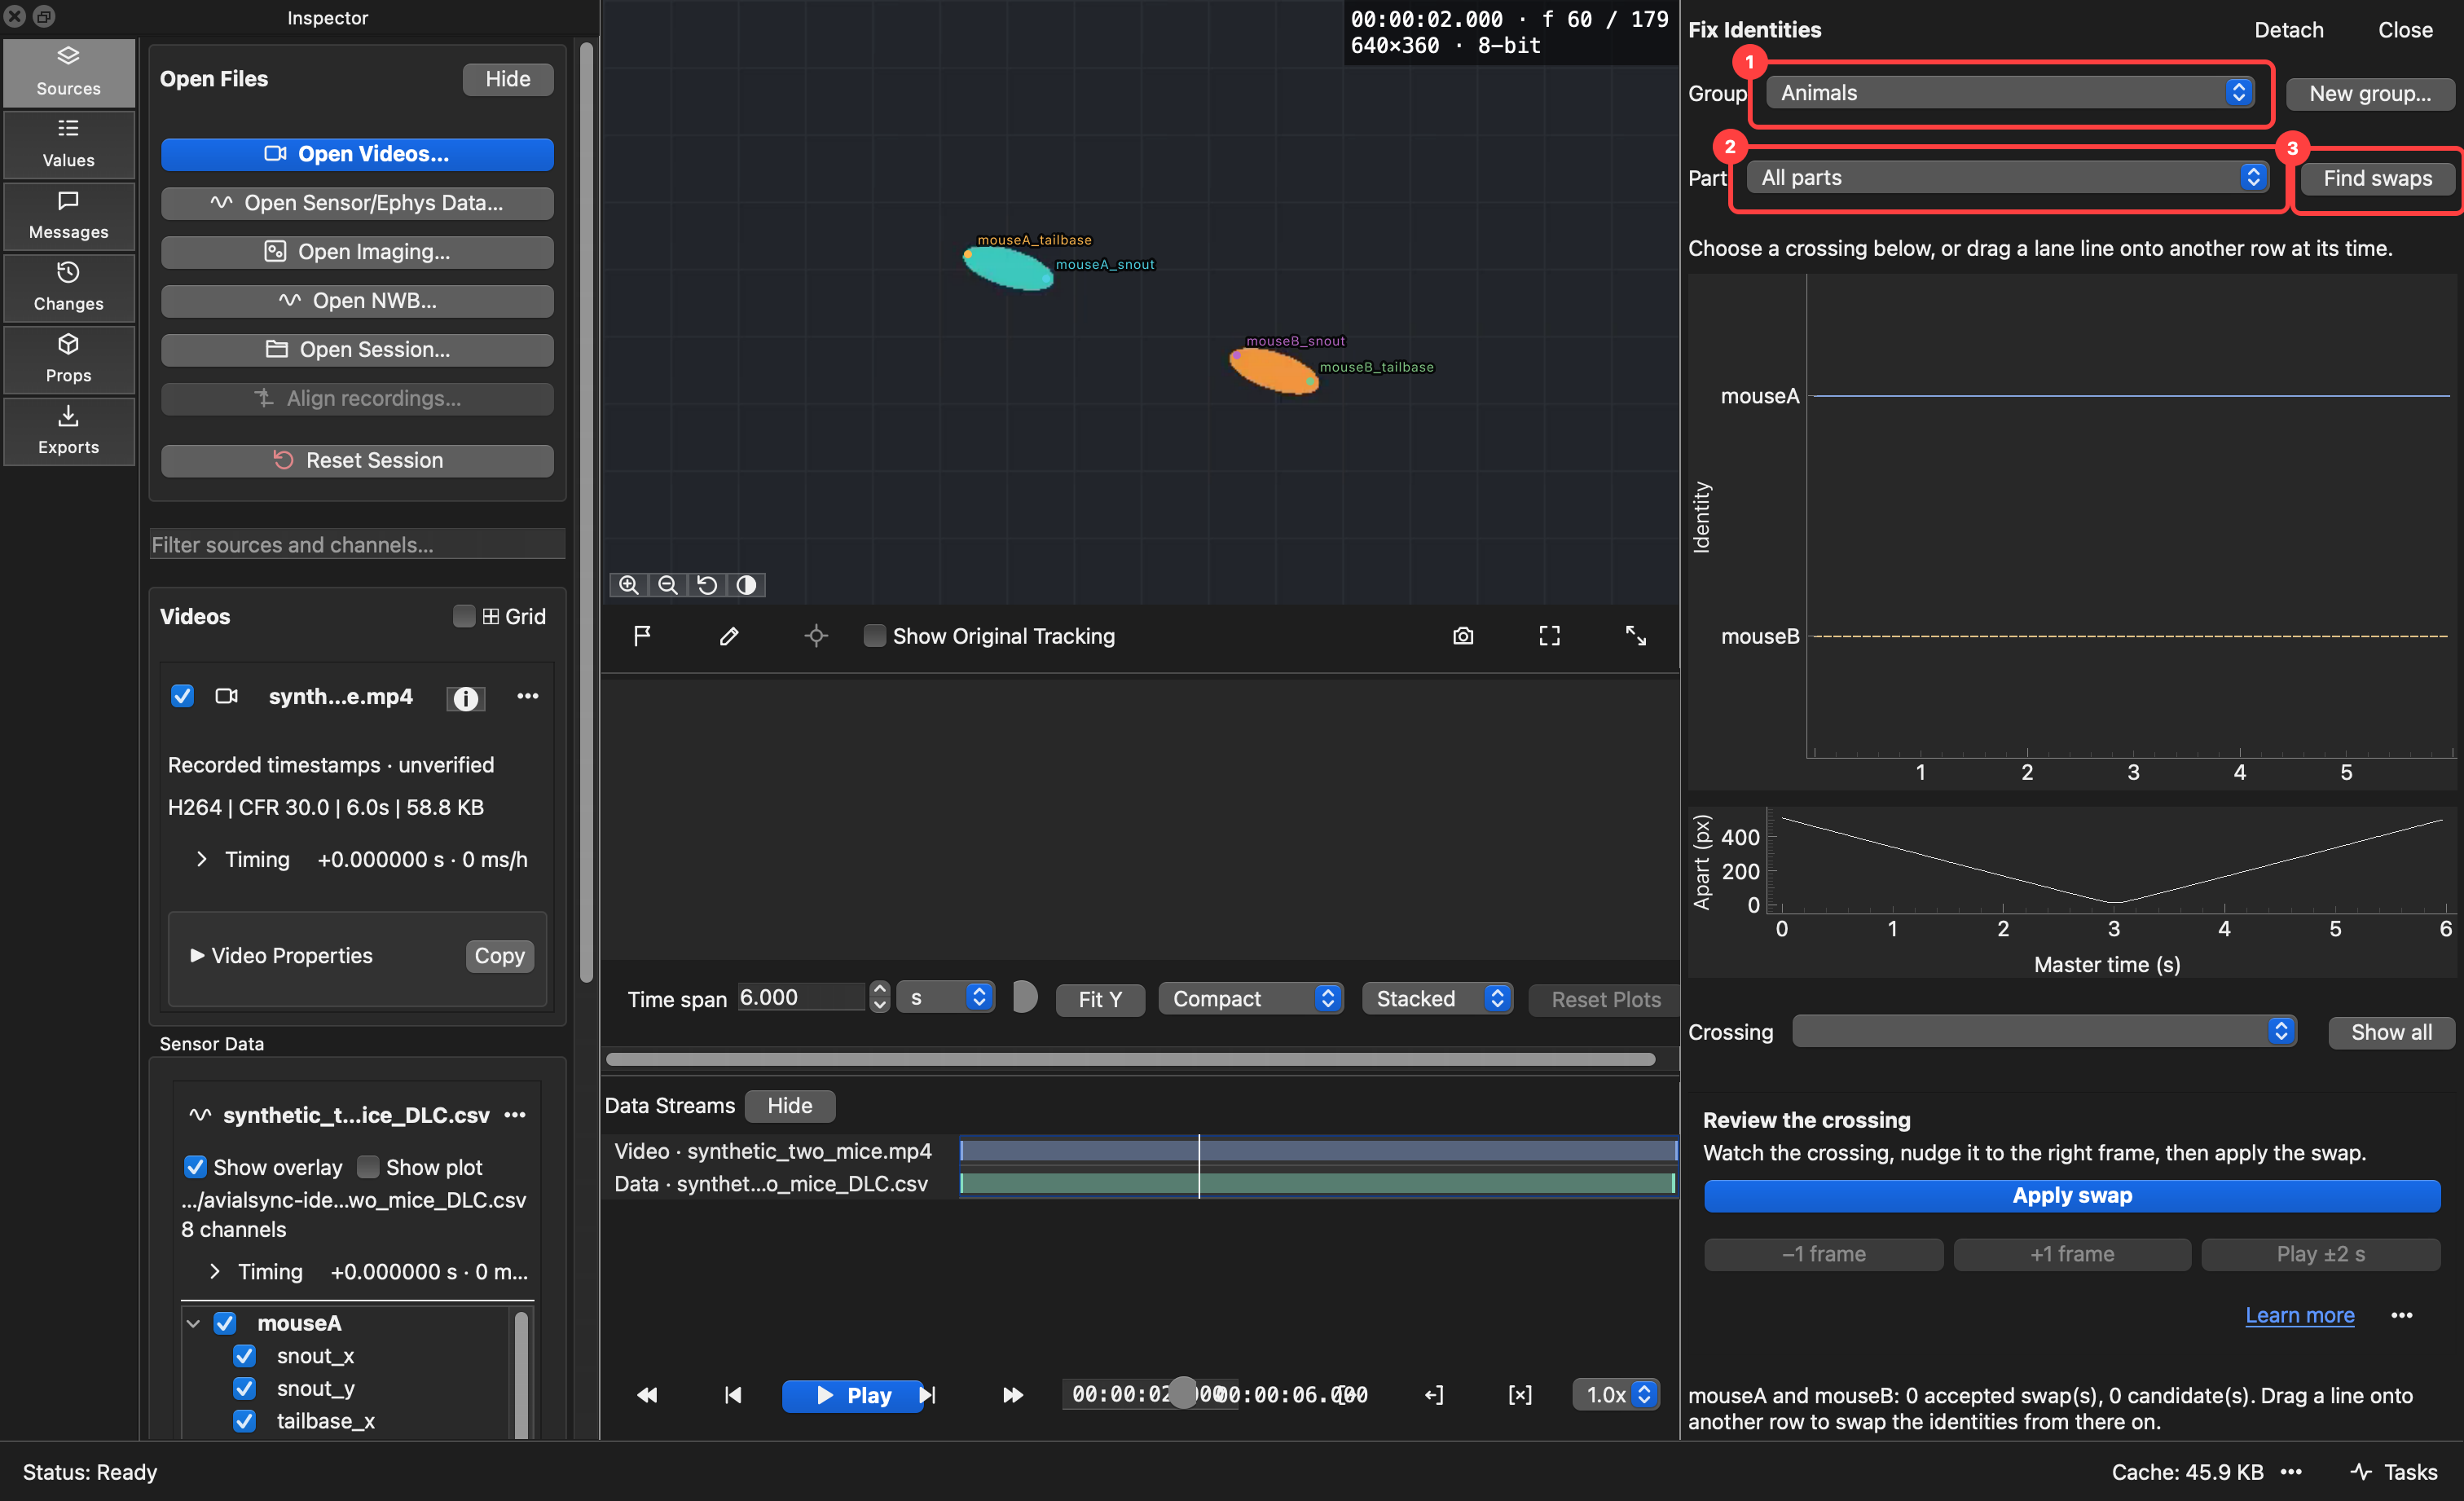 Inspector
Sources
Values
Messages
Changes
Props
Exports
Open Files
Hide
Open Videos...
Open Sensor/Ephys Data...
Open Imaging...
Open NWB...
Open Session...
Align recordings...
Reset Session
Filter sources and channels...
Videos
Grid
synth...e.mp4
Recorded timestamps · unverified
H264 | CFR 30.0 | 6.0s | 58.8 KB
Timing +0.000000 s · 0 ms/h
Video Properties
Copy
Sensor Data
synthetic_t...ice_DLC.csv
Show overlay Show plot
.../avialsync-ide...wo_mice_DLC.csv
8 channels
Timing +0.000000 s · 0 m...
mouseA
snout_x
snout_y
tailbase_x
00:00:02.000 · f 60 / 179
640×360 · 8-bit
mouseA_tailbase
mouseA_snout
mouseB_snout
mouseB_tailbase
Show Original Tracking
Time span 6.000 s Fit Y Compact Stacked Reset Plots
Data Streams Hide
Video · synthetic_two_mice.mp4
Data · synthet...o_mice_DLC.csv
Play
00:00:02
00:00:06.000
1.0x
Fix Identities
Detach
Close
1
Group Animals New group...
2
3
Part All parts Find swaps
Choose a crossing below, or drag a lane line onto another row at its time.
mouseA
Identity
mouseB
1 2 3 4 5
Apart (px)
400
200
0
0 1 2 3 4 5 6
Master time (s)
Crossing Show all
Review the crossing
Watch the crossing, nudge it to the right frame, then apply the swap.
Apply swap
−1 frame +1 frame Play ±2 s
Learn more
mouseA and mouseB: 0 accepted swap(s), 0 candidate(s). Drag a line onto
another row to swap the identities from there on.
Status: Ready
Cache: 45.9 KB
Tasks